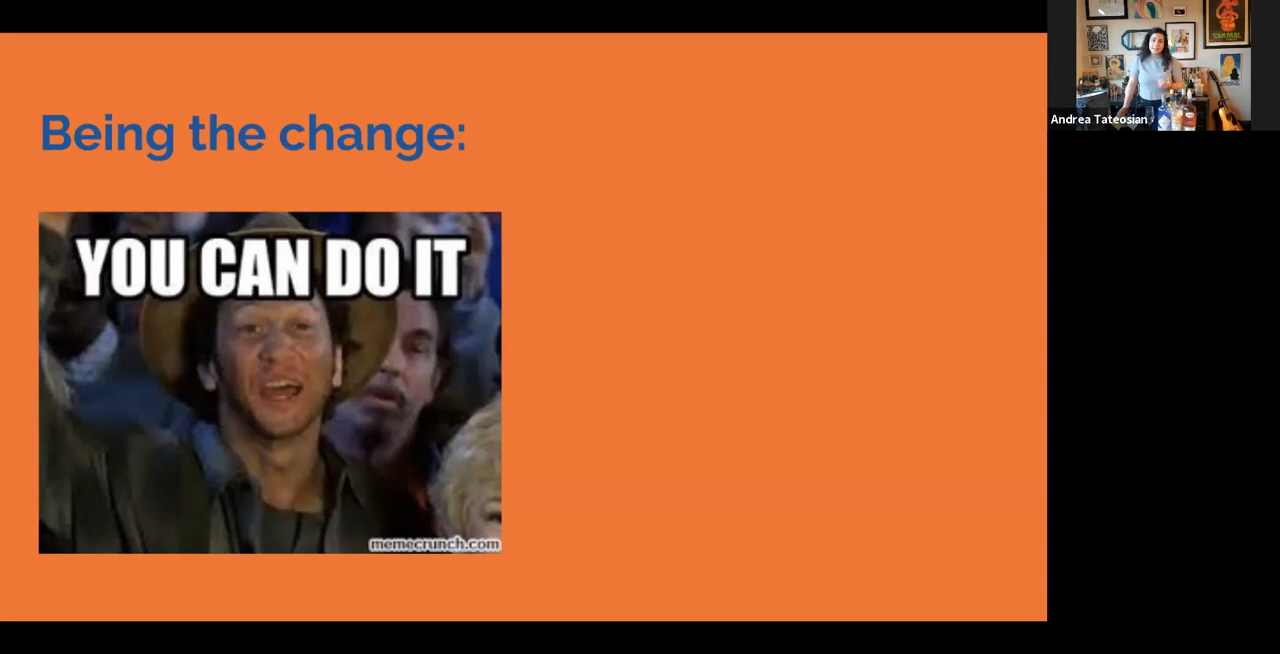 Being the change:
YOU CAN DO IT
memecrunch.com
Andrea Tateosian